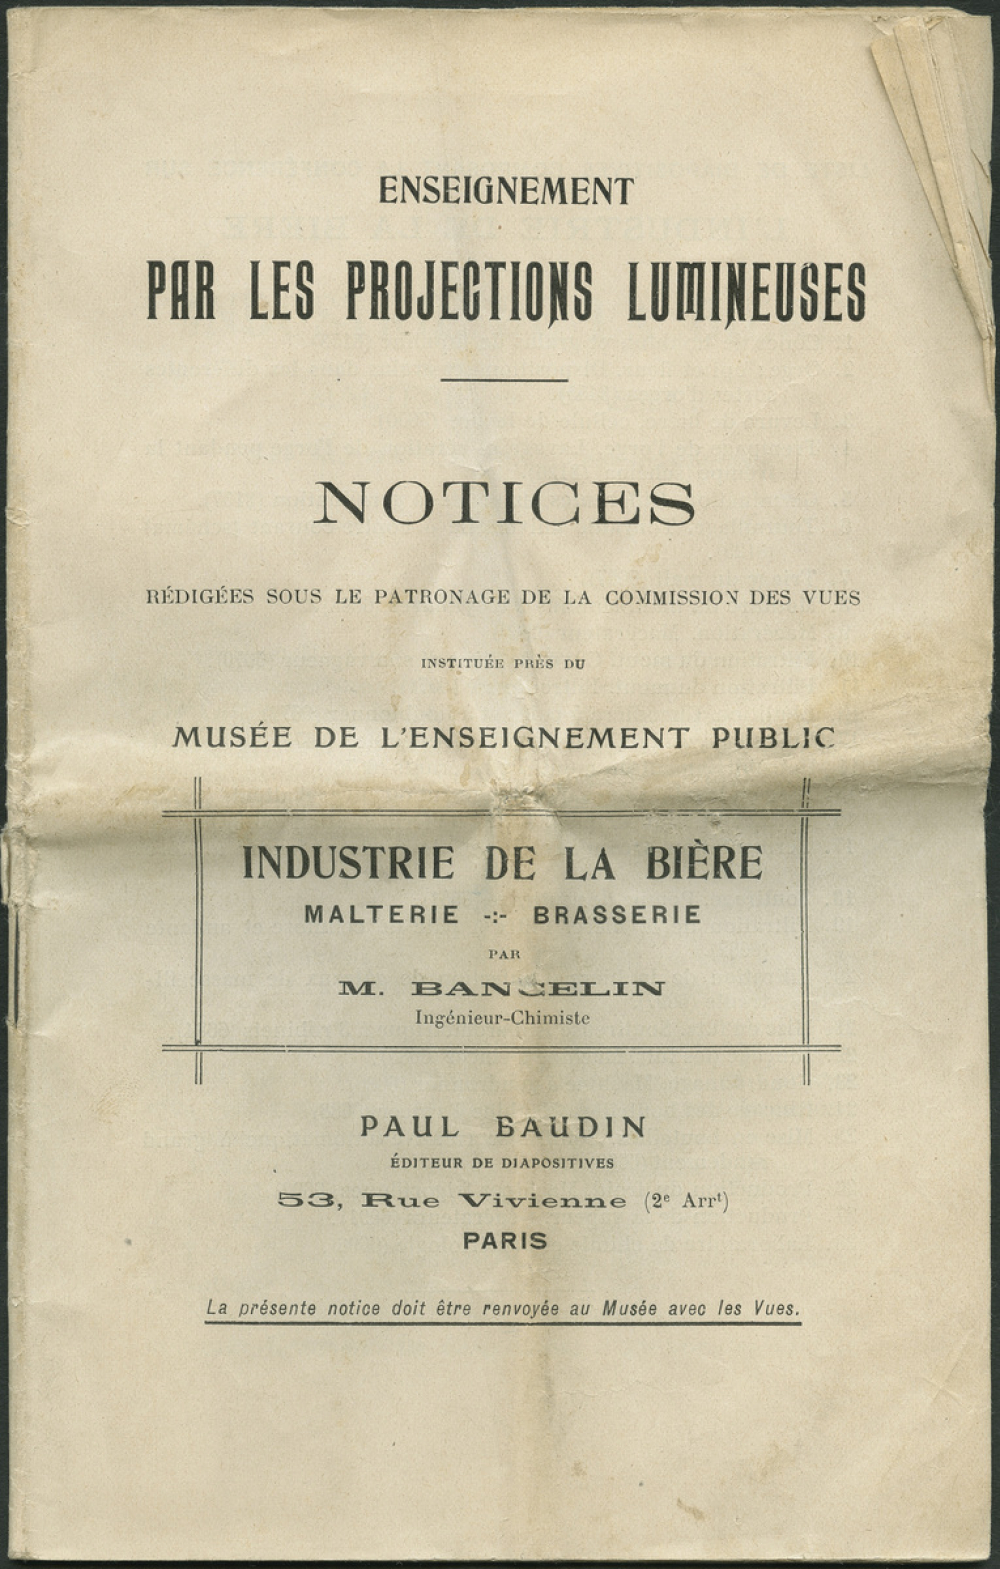 ENSEIGNEMENT
PAR LES PROJECTIONS LUMINEUSES
NOTICES
RÉDIGÉES SOUS LE PATRONAGE DE LA COMMISSION DES VUES
INSTITUÉE PRÈS DU
MUSÉE DE L'ENSEIGNEMENT PUBLIC
INDUSTRIE DE LA BIÈRE
MALTERIE -:- BRASSERIE
PAR
M. BANCELIN
Ingénieur-Chimiste
PAUL BAUDIN
ÉDITEUR DE DIAPOSITIVES
53, Rue Vivienne (2e Arrt)
PARIS
La présente notice doit être renvoyée au Musée avec les Vues.